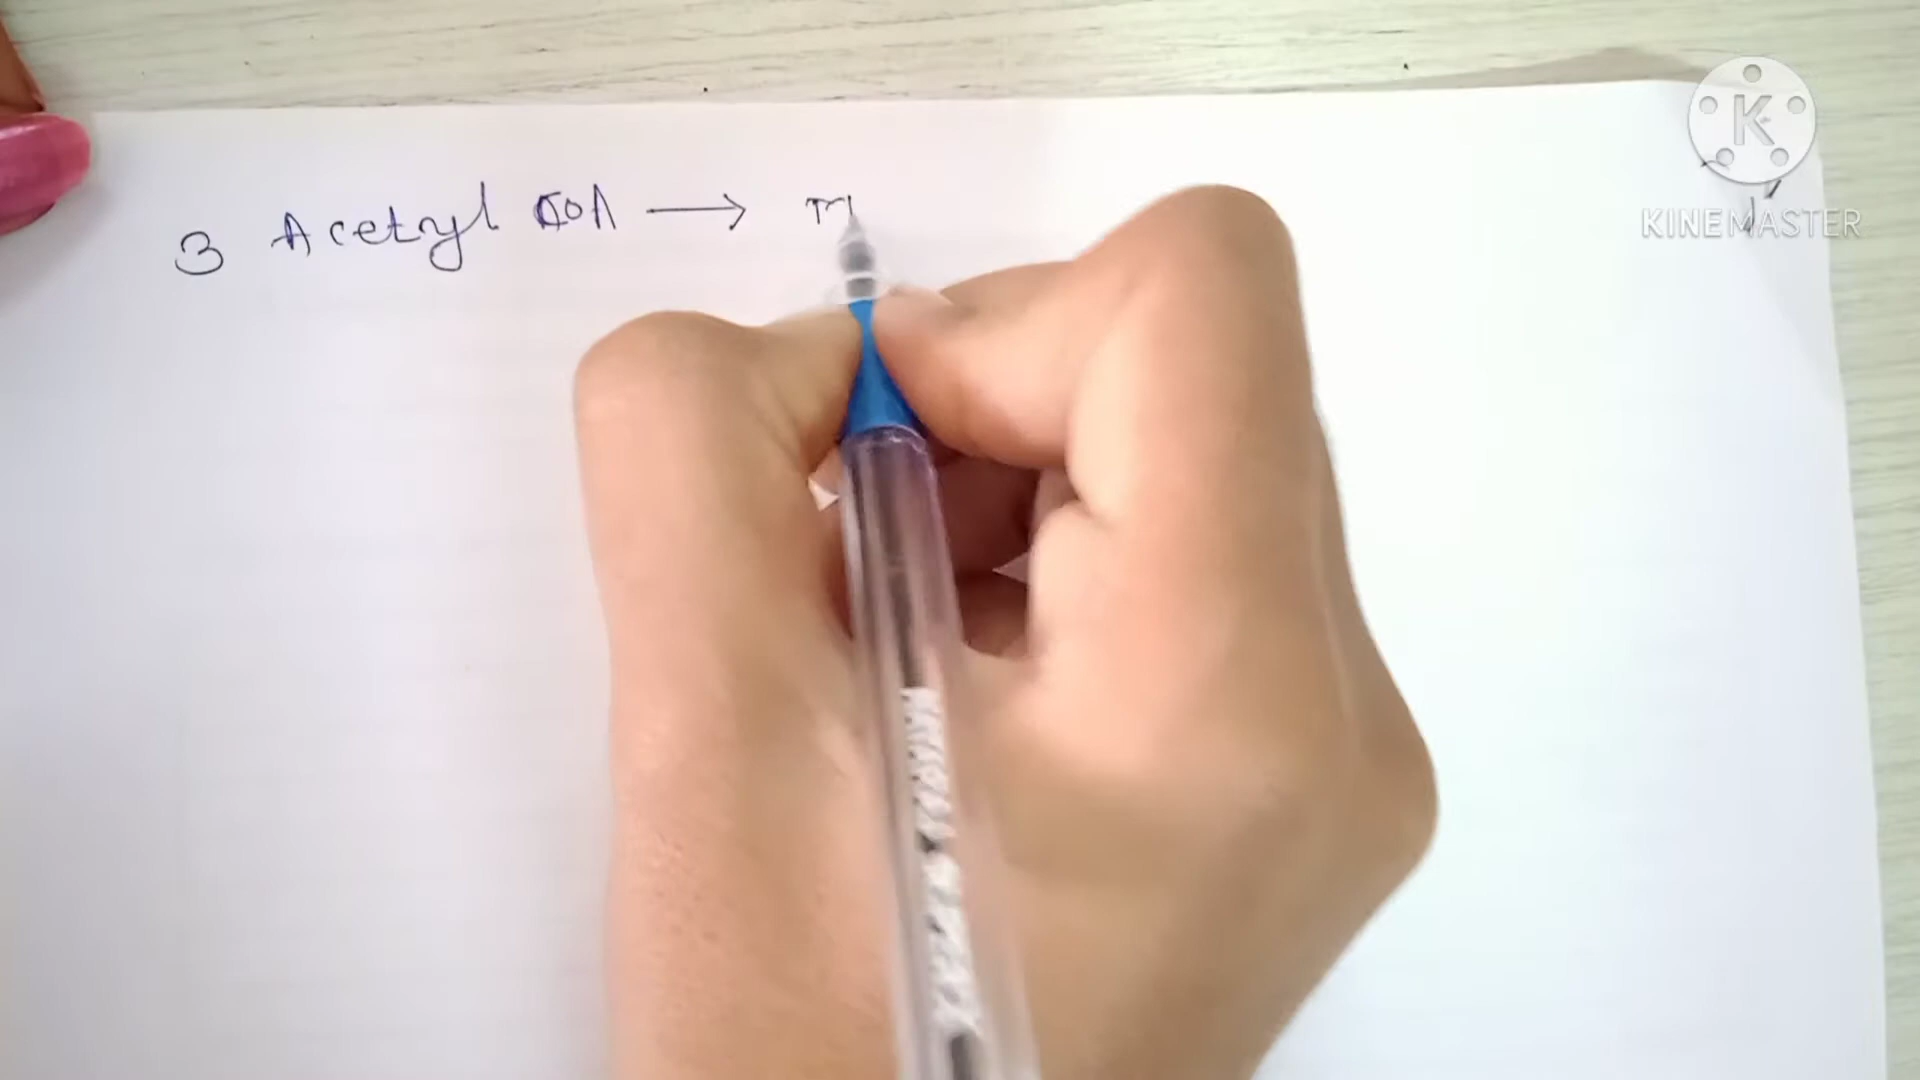 3 Acetyl COA → m
K
KINEMASTER